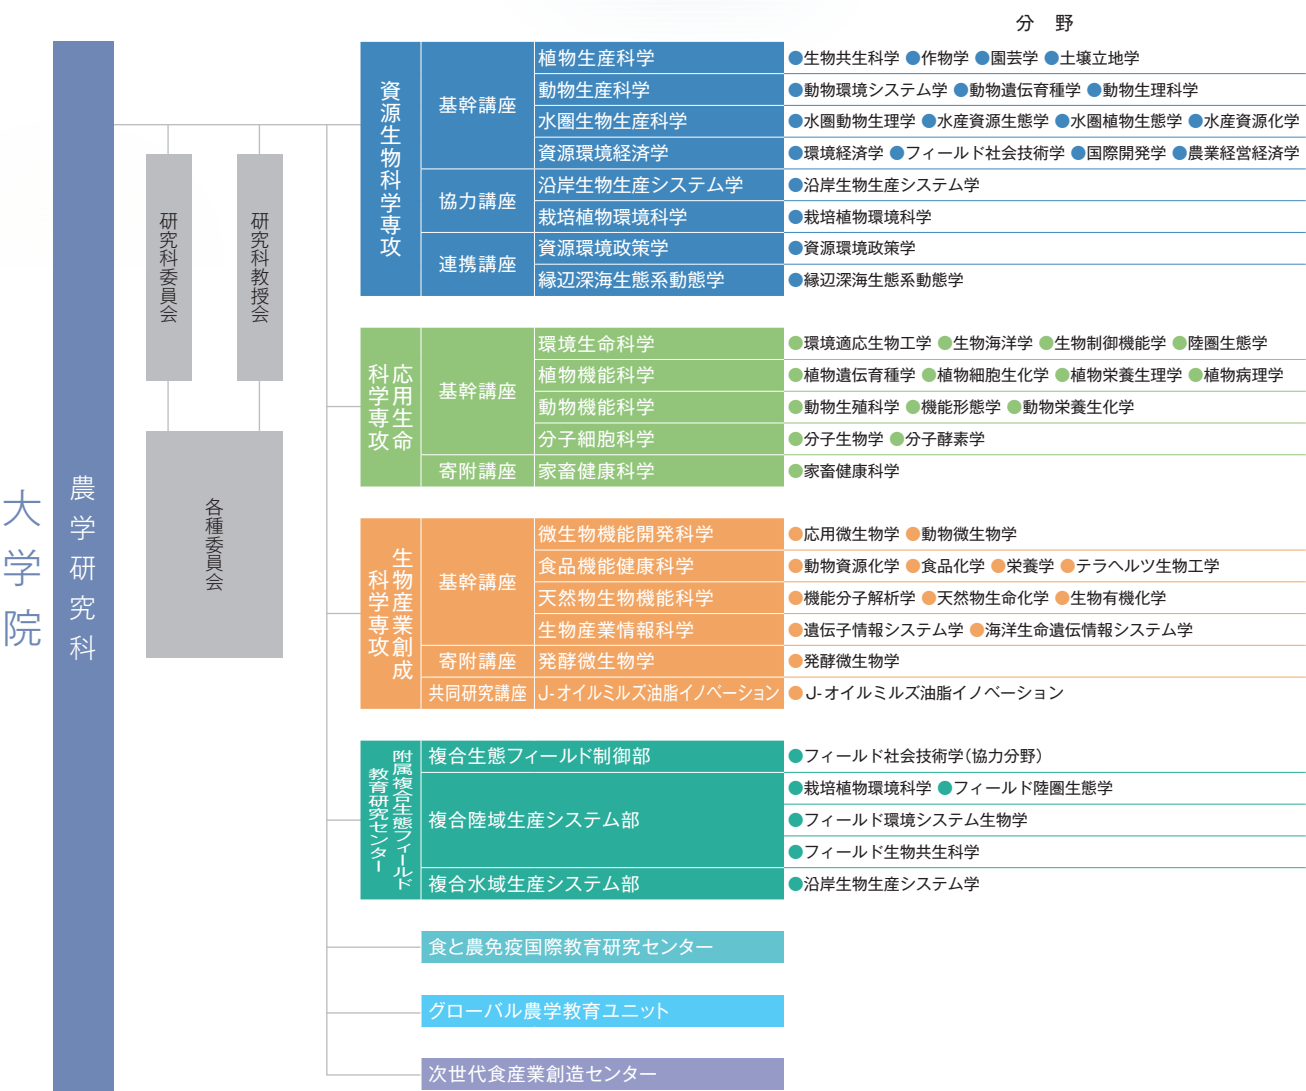 分 野
大学院
農学研究科
研究科委員会
研究科教授会
各種委員会
資源生物科学専攻
基幹講座
植物生産科学
●生物共生科学 ●作物学 ●園芸学 ●土壌立地学
動物生産科学
●動物環境システム学 ●動物遺伝育種学 ●動物生理科学
水圏生物生産科学
●水圏動物生理学 ●水産資源生態学 ●水圏植物生態学 ●水産資源化学
資源環境経済学
●環境経済学 ●フィールド社会技術学 ●国際開発学 ●農業経営経済学
協力講座
沿岸生物生産システム学
●沿岸生物生産システム学
栽培植物環境科学
●栽培植物環境科学
連携講座
資源環境政策学
●資源環境政策学
縁辺深海生態系動態学
●縁辺深海生態系動態学
応用生命
科学専攻
基幹講座
環境生命科学
●環境適応生物工学 ●生物海洋学 ●生物制御機能学 ●陸圏生態学
植物機能科学
●植物遺伝育種学 ●植物細胞生化学 ●植物栄養生理学 ●植物病理学
動物機能科学
●動物生殖科学 ●機能形態学 ●動物栄養生化学
分子細胞科学
●分子生物学 ●分子酵素学
寄附講座
家畜健康科学
●家畜健康科学
生物産業創成
科学専攻
基幹講座
微生物機能開発科学
●応用微生物学 ●動物微生物学
食品機能健康科学
●動物資源化学 ●食品化学 ●栄養学 ●テラヘルツ生物工学
天然物生物機能科学
●機能分子解析学 ●天然物生命化学 ●生物有機化学
生物産業情報科学
●遺伝子情報システム学 ●海洋生命遺伝情報システム学
寄附講座
発酵微生物学
●発酵微生物学
共同研究講座
J-オイルミルズ油脂イノベーション
●J-オイルミルズ油脂イノベーション
附属複合生態フィールド
教育研究センター
複合生態フィールド制御部
●フィールド社会技術学(協力分野)
複合陸域生産システム部
●栽培植物環境科学 ●フィールド陸圏生態学
●フィールド環境システム生物学
●フィールド生物共生科学
複合水域生産システム部
●沿岸生物生産システム学
食と農免疫国際教育研究センター
グローバル農学教育ユニット
次世代食産業創造センター